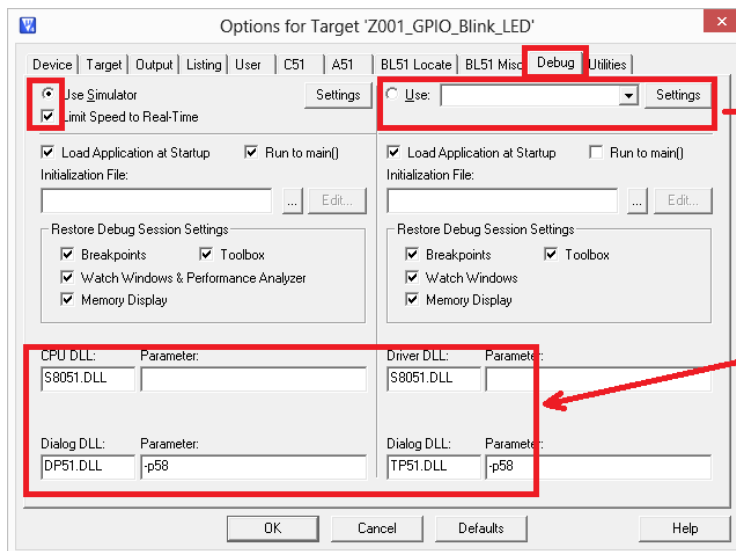 Options for Target 'Z001_GPIO_Blink_LED'
Device Target Output Listing User C51 A51 BL51 Locate BL51 Misc Debug Utilities
Use Simulator Settings Use: Settings
Limit Speed to Real-Time
Load Application at Startup Run to main() Load Application at Startup Run to main()
Initialization File: Initialization File:
... Edit... ... Edit...
Restore Debug Session Settings Restore Debug Session Settings
Breakpoints Toolbox Breakpoints Toolbox
Watch Windows & Performance Analyzer Watch Windows
Memory Display Memory Display
CPU DLL: Parameter: Driver DLL: Parameter:
S8051.DLL S8051.DLL
Dialog DLL: Parameter: Dialog DLL: Parameter:
DP51.DLL -p58 TP51.DLL -p58
OK Cancel Defaults Help